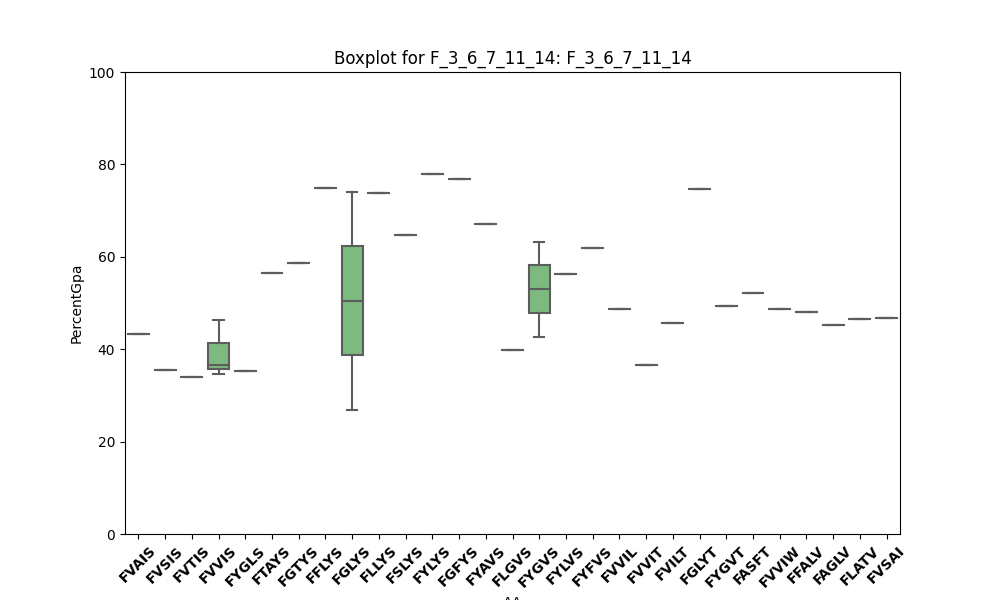 Boxplot for F_3_6_7_11_14: F_3_6_7_11_14
PercentGpa
100
80
60
40
20
0
FVAIS
FVSIS
FVTIS
FVVIS
FYGLS
FTAYS
FGTYS
FFLYS
FGLYS
FLLYS
FSLYS
FYLYS
FGFYS
FYAVS
FLGVS
FYGVS
FYLVS
FYFVS
FVVIL
FVVIT
FVILT
FGLYT
FYGVT
FASFT
FVVIW
FFALV
FAGLV
FLATV
FVSAI